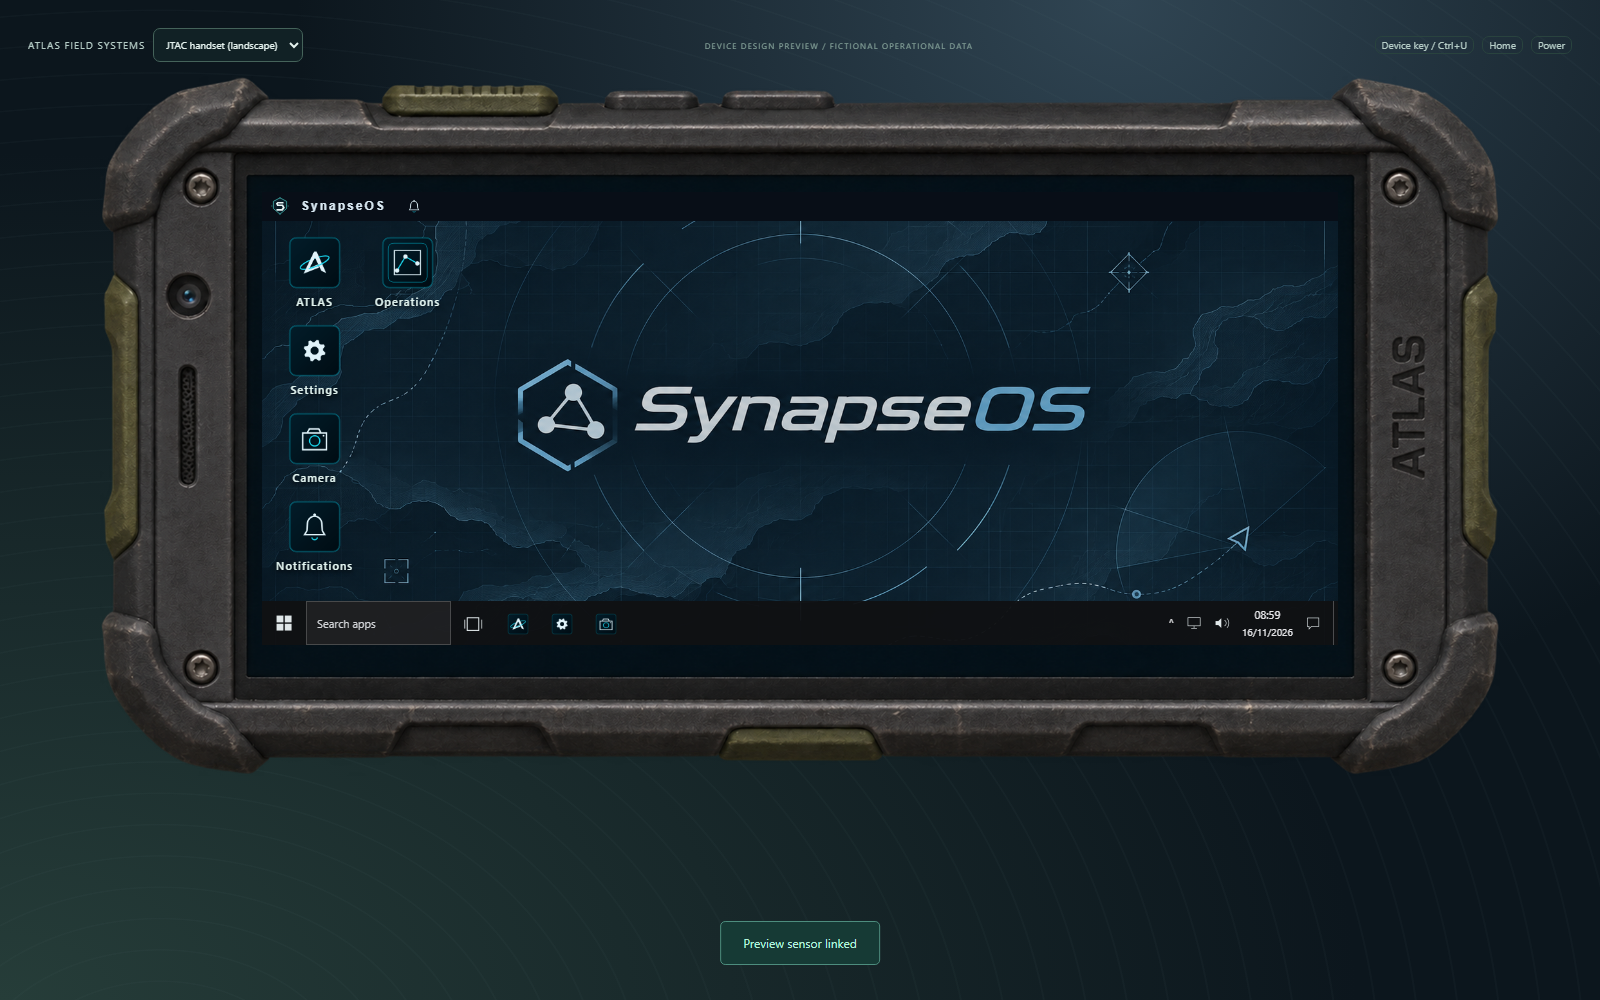 ATLAS FIELD SYSTEMS
JTAC handset (landscape)
DEVICE DESIGN PREVIEW / FICTIONAL OPERATIONAL DATA
Device key / Ctrl+U
Home
Power
SynapseOS
ATLAS
Operations
Settings
Camera
Notifications
SynapseOS
ATLAS
Search apps
08:59
16/11/2026
Preview sensor linked